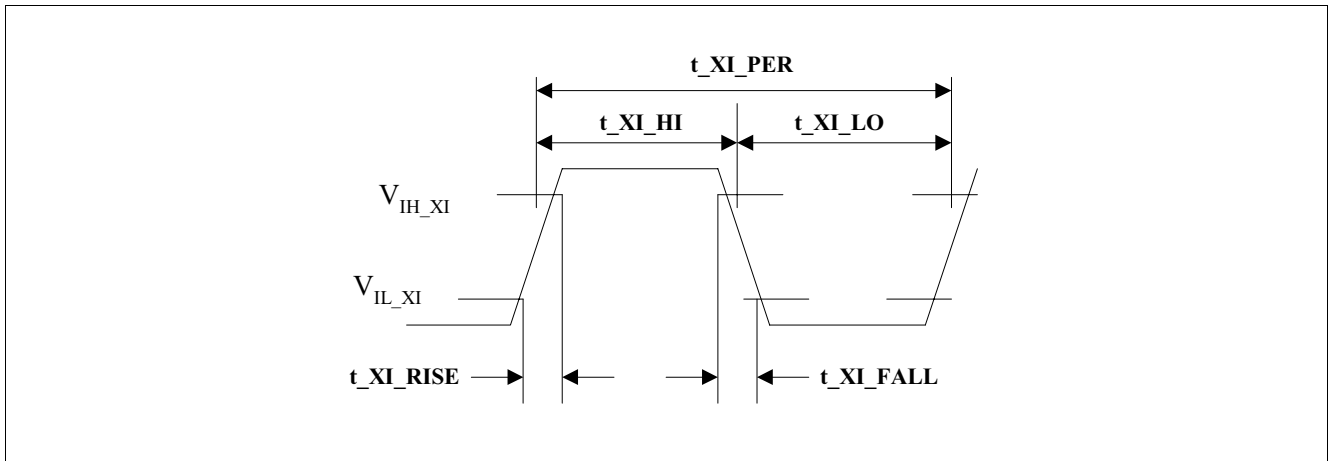 t_XI_PER
t_XI_HI t_XI_LO
V_IH_XI
V_IL_XI
t_XI_RISE t_XI_FALL